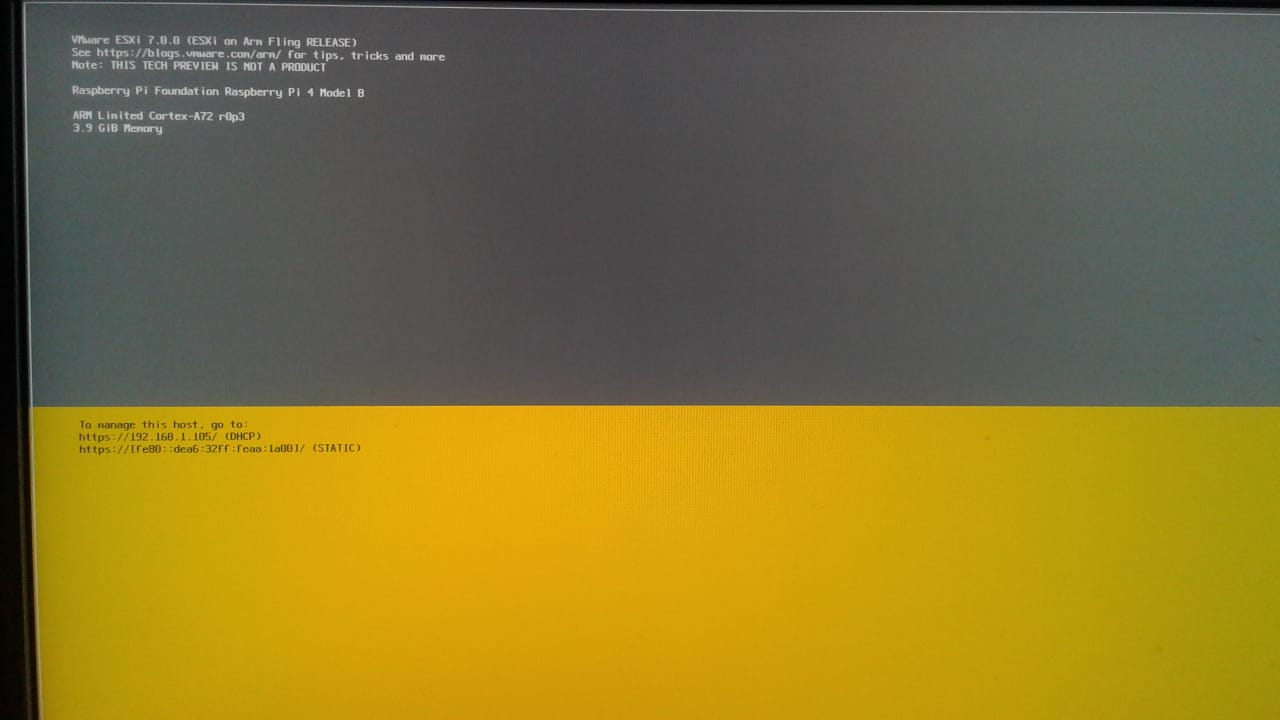 VMware ESXi 7.0.0 (ESXi on Arm Fling RELEASE)
See https://blogs.vmware.com/arm/ for tips, tricks and more
Note: THIS TECH PREVIEW IS NOT A PRODUCT
Raspberry Pi Foundation Raspberry Pi 4 Model B
ARM Limited Cortex-A72 r0p3
3.9 GiB Memory
To manage this host, go to:
https://192.168.1.105/ (DHCP)
https://[fe80::dea6:32ff:feaa:1a00]/ (STATIC)